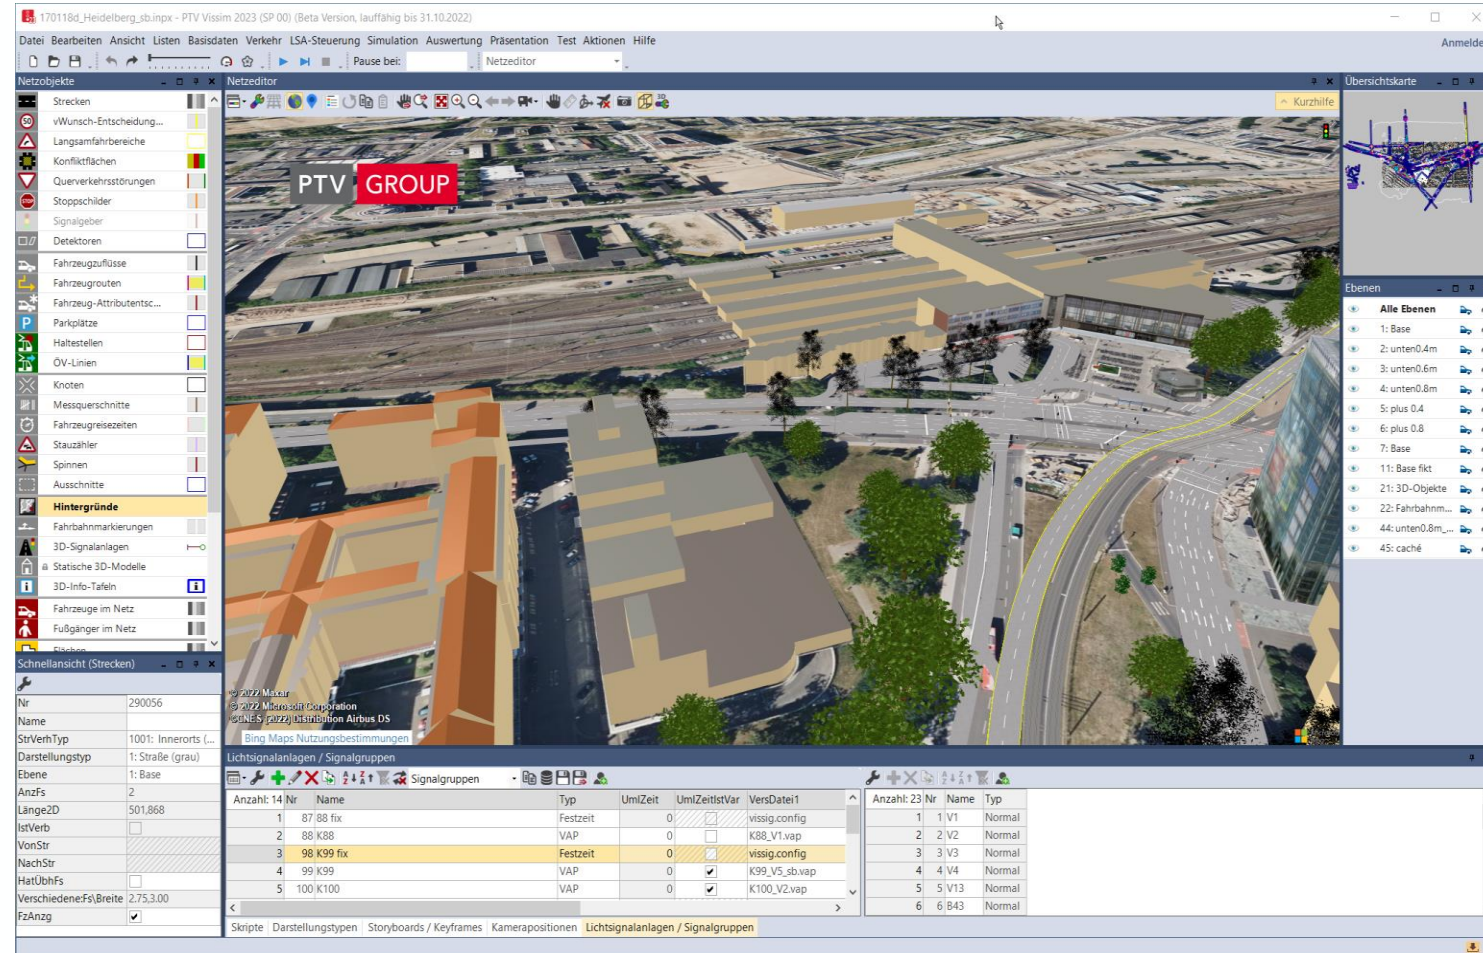 170118d_Heidelberg_sb.inpx - PTV Vissim 2023 (SP 00) (Beta Version, lauffähig bis 31.10.2022)
Datei Bearbeiten Ansicht Listen Basisdaten Verkehr LSA-Steuerung Simulation Auswertung Präsentation Test Aktionen Hilfe
Anmelde
Pause bei: Netzeditor
Netzobjekte
Strecken
vWunsch-Entscheidung...
Langsamfahrbereiche
Konfliktflächen
Querverkehrsstörungen
Stoppschilder
Signalgeber
Detektoren
Fahrzeugzuflüsse
Fahrzeugrouten
Fahrzeug-Attributentsc...
Parkplätze
Haltestellen
ÖV-Linien
Knoten
Messquerschnitte
Fahrzeugreisezeiten
Stauzähler
Spinnen
Ausschnitte
Hintergründe
Fahrbahnmarkierungen
3D-Signalanlagen
Statische 3D-Modelle
3D-Info-Tafeln
Fahrzeuge im Netz
Fußgänger im Netz
Flächen
Schnellansicht (Strecken)
Nr 290056
Name
StrVerhTyp 1001: Innerorts (...
Darstellungstyp 1: Straße (grau)
Ebene 1: Base
AnzFs 2
Länge2D 501,868
IstVerb
VonStr
NachStr
HatÜbhFs
Verschiedene:Fs\Breite 2.75,3.00
FzAnzg
Netzeditor
Kurzhilfe
PTV GROUP
© 2022 Maxar
© 2022 Microsoft Corporation
©CNES (2022) Distribution Airbus DS
Bing Maps Nutzungsbestimmungen
Lichtsignalanlagen / Signalgruppen
Signalgruppen
Anzahl: 14 Nr Name Typ UmlZeit UmlZeitIstVar VersDatei1
1 87 88 fix Festzeit 0 vissig.config
2 88 K88 VAP 0 K88_V1.vap
3 98 K99 fix Festzeit 0 vissig.config
4 99 K99 VAP 0 K99_V5_sb.vap
5 100 K100 VAP 0 K100_V2.vap
Anzahl: 23 Nr Name Typ
1 1 V1 Normal
2 2 V2 Normal
3 3 V3 Normal
4 4 V4 Normal
5 5 V13 Normal
6 6 B43 Normal
Skripte Darstellungstypen Storyboards / Keyframes Kamerapositionen Lichtsignalanlagen / Signalgruppen
Übersichtskarte
Ebenen
Alle Ebenen
1: Base
2: unten0.4m
3: unten0.6m
4: unten0.8m
5: plus 0.4
6: plus 0.8
7: Base
11: Base fikt
21: 3D-Objekte
22: Fahrbahnm...
44: unten0.8m_...
45: caché